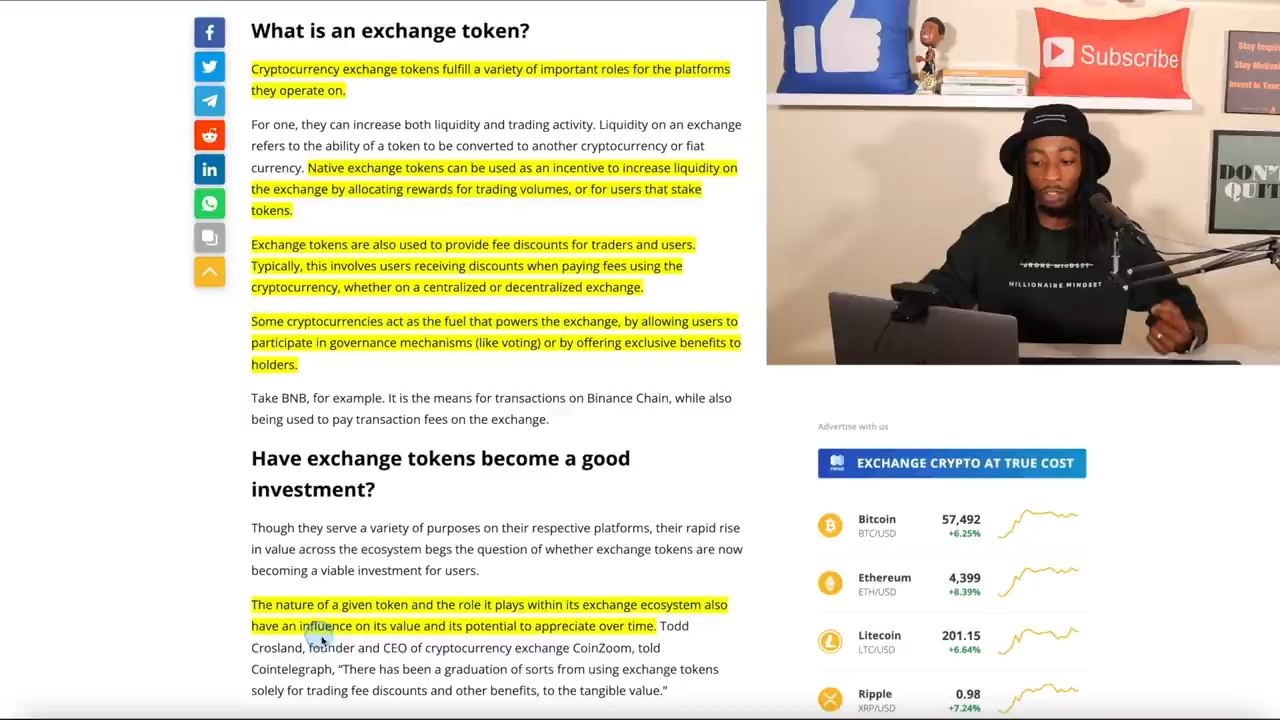 What is an exchange token?
Cryptocurrency exchange tokens fulfill a variety of important roles for the platforms
they operate on.
For one, they can increase both liquidity and trading activity. Liquidity on an exchange
refers to the ability of a token to be converted to another cryptocurrency or fiat
currency. Native exchange tokens can be used as an incentive to increase liquidity on
the exchange by allocating rewards for trading volumes, or for users that stake
tokens.
Exchange tokens are also used to provide fee discounts for traders and users.
Typically, this involves users receiving discounts when paying fees using the
cryptocurrency, whether on a centralized or decentralized exchange.
Some cryptocurrencies act as the fuel that powers the exchange, by allowing users to
participate in governance mechanisms (like voting) or by offering exclusive benefits to
holders.
Take BNB, for example. It is the means for transactions on Binance Chain, while also
being used to pay transaction fees on the exchange.
Have exchange tokens become a good
investment?
Though they serve a variety of purposes on their respective platforms, their rapid rise
in value across the ecosystem begs the question of whether exchange tokens are now
becoming a viable investment for users.
The nature of a given token and the role it plays within its exchange ecosystem also
have an influence on its value and its potential to appreciate over time. Todd
Crosland, founder and CEO of cryptocurrency exchange CoinZoom, told
Cointelegraph, “There has been a graduation of sorts from using exchange tokens
solely for trading fee discounts and other benefits, to the tangible value.”
Subscribe
Stay Inspir
Stay Motiva
Invest in You
DON'
QUIT
BROKE MINDSET
MILLIONAIRE MINDSET
Advertise with us
EXCHANGE CRYPTO AT TRUE COST
Bitcoin 57,492
BTC/USD +6.25%
Ethereum 4,399
ETH/USD +8.39%
Litecoin 201.15
LTC/USD +6.64%
Ripple 0.98
XRP/USD +7.24%